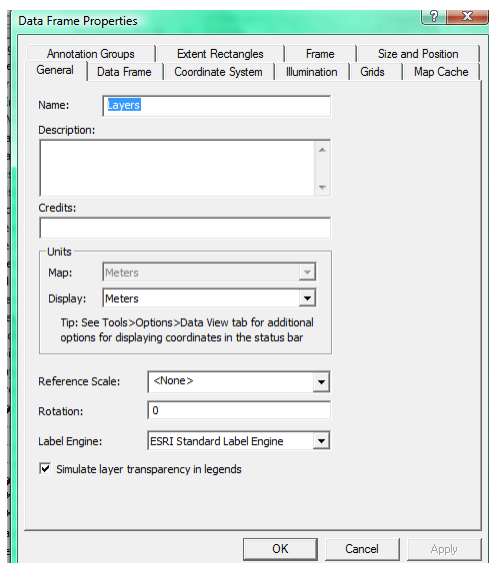 Data Frame Properties
?
Annotation Groups Extent Rectangles Frame Size and Position
General Data Frame Coordinate System Illumination Grids Map Cache
Name: Layers
Description:
Credits:
Units
Map: Meters
Display: Meters
Tip: See Tools>Options>Data View tab for additional
options for displaying coordinates in the status bar
Reference Scale: <None>
Rotation: 0
Label Engine: ESRI Standard Label Engine
Simulate layer transparency in legends
OK Cancel Apply